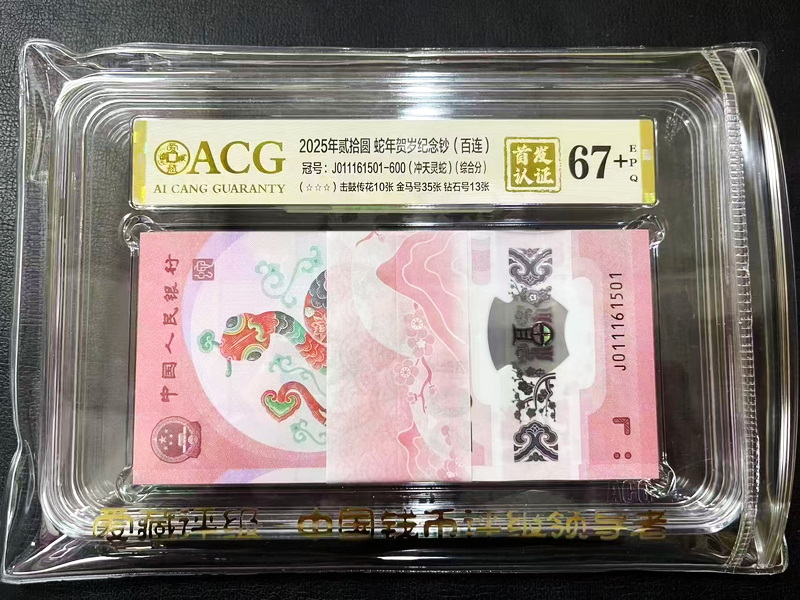 ACG
AI CANG GUARANTY
2025年贰拾圆 蛇年贺岁纪念钞（百连）
冠号：J011161501-600（冲天灵蛇）(综合分)
(☆☆☆) 击鼓传花10张 金马号35张 钻石号13张
首发
认证
67+
EPQ
中国人民银行
J011161501
ACG
爱藏评级 中国钱币评级领导者